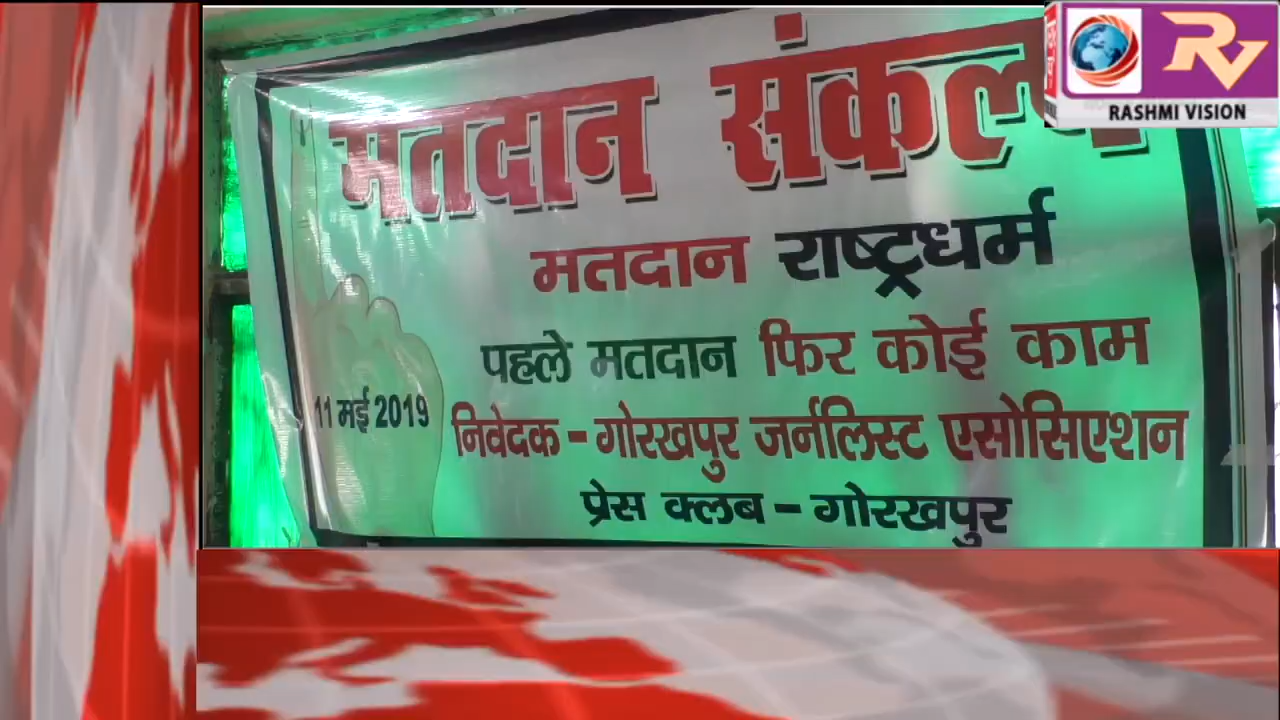 मतदान संकल्प
मतदान राष्ट्रधर्म
पहले मतदान फिर कोई काम
11 मई 2019
निवेदक - गोरखपुर जर्नलिस्ट एसोसिएशन
प्रेस क्लब - गोरखपुर
RV
RASHMI VISION